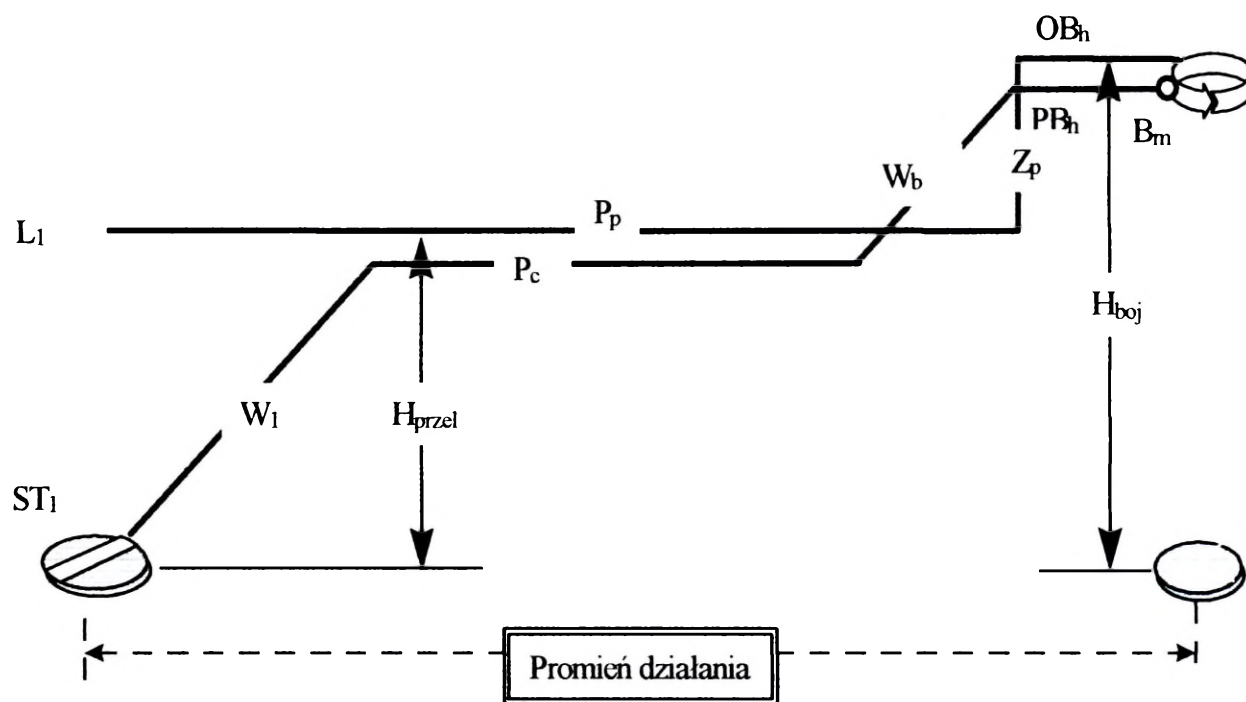 OBh
PBh
Bm
Zp
Wb
L1
Pp
Pc
Hboj
W1
Hprzel
ST1
Promień działania